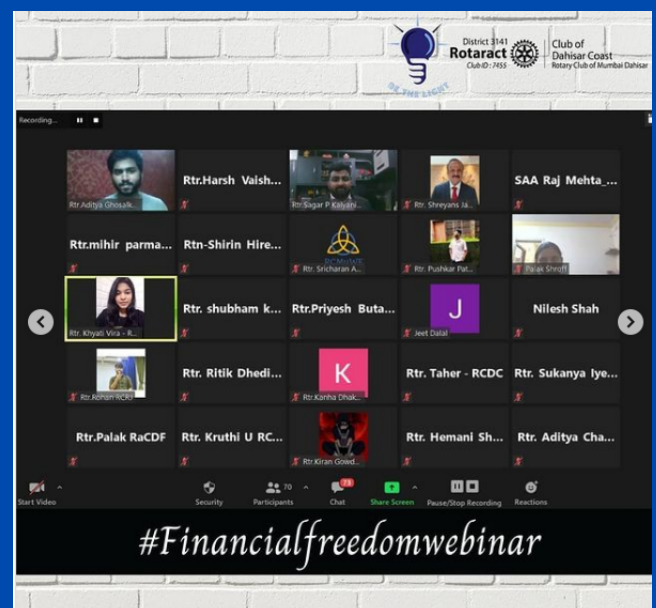 District 3141
Rotaract
Club ID : 7455
Club of
Dahisar Coast
Rotary Club of Mumbai Dahisar
BE THE LIGHT
Recording...
Rtr.Aditya Ghosalk...
Rtr.Harsh Vaish...
Rtr.Sagar P Kalyani...
Rtr. Shreyans Ja...
SAA Raj Mehta_...
Rtr.mihir parma...
Rtn-Shirin Hire...
Rtr. Sricharan A...
Rtr. Pushkar Pat...
Palak Shroff
Rtr. Khyati Vira - R...
Rtr. shubham k...
Rtr.Priyesh Buta...
J
Jeet Dalal
Nilesh Shah
Rtr.Rohan RCRJ
Rtr. Ritik Dhedi...
K
Rtr.Kanha Dhak...
Rtr. Taher - RCDC
Rtr. Sukanya Iye...
Rtr.Palak RaCDF
Rtr. Kruthi U RC...
Rtr.Kiran Gowd...
Rtr. Hemani Sh...
Rtr. Aditya Cha...
Start Video
Security
Participants
70
Chat
73
Share Screen
Pause/Stop Recording
Reactions
#Financialfreedomwebinar